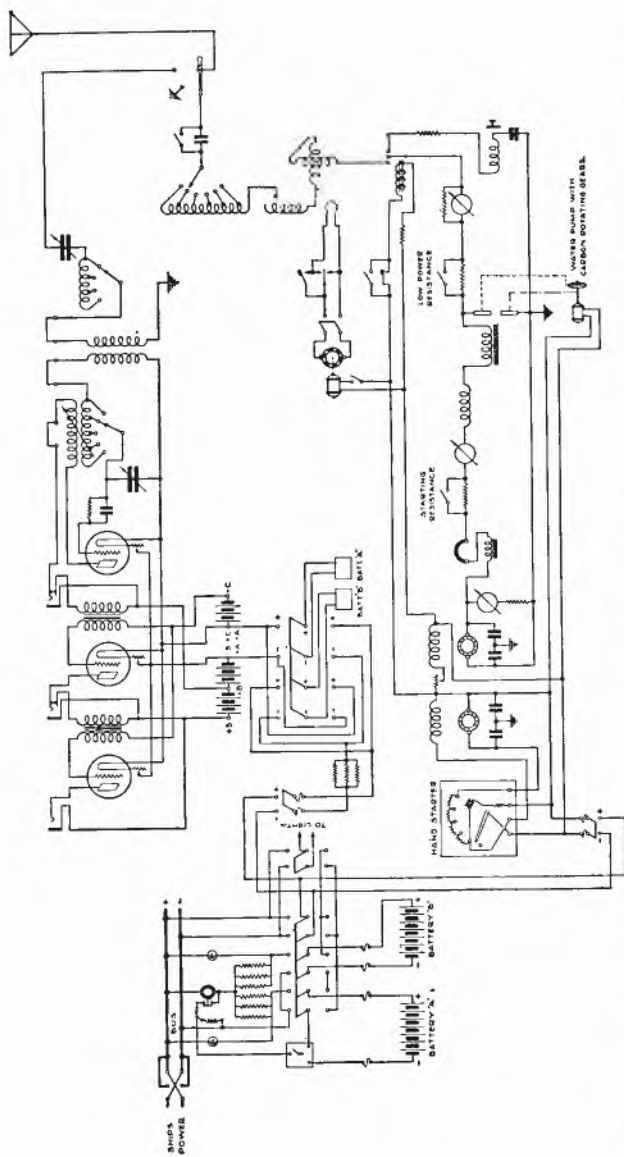 WATER PUMP WITH
CARBON ROTATING GEARS.
LOW POWER
RESISTANCE
STARTING
RESISTANCE
BATT "B"
BATT "A"
HAND STARTER
TO LIGHTS
BUS
BATTERY "B"
BATTERY "A"
SHIPS
POWER